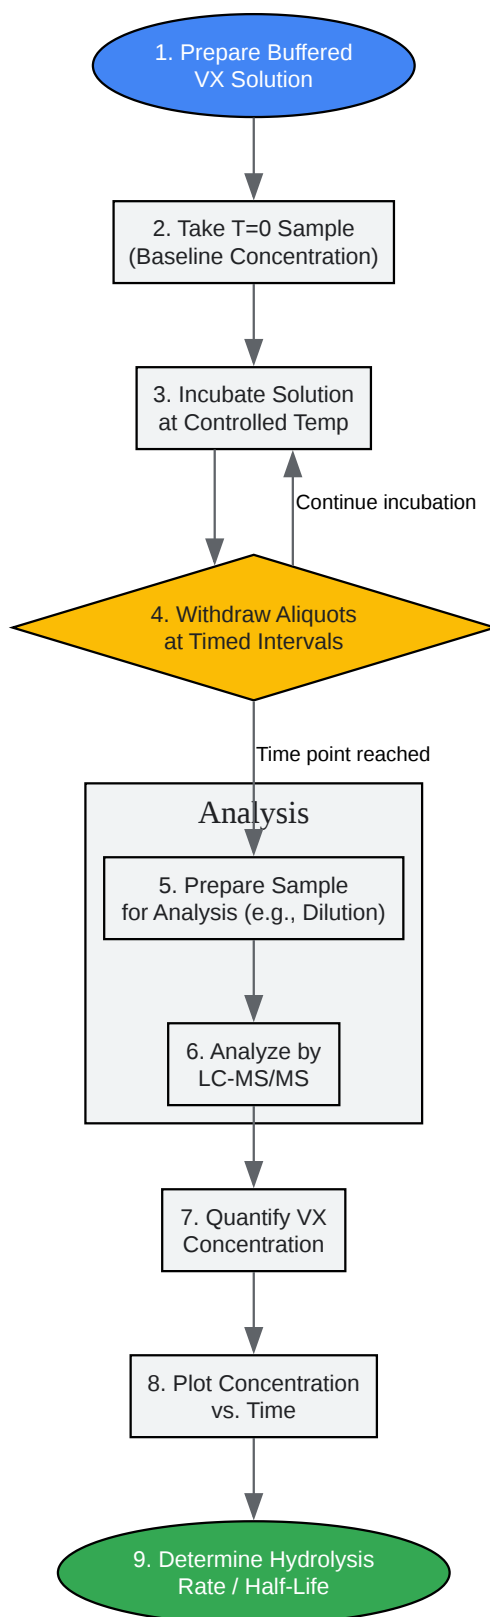 1. Prepare Buffered
VX Solution
2. Take T=0 Sample
(Baseline Concentration)
3. Incubate Solution
at Controlled Temp
Continue incubation
4. Withdraw Aliquots
at Timed Intervals
Time point reached
Analysis
5. Prepare Sample
for Analysis (e.g., Dilution)
6. Analyze by
LC-MS/MS
7. Quantify VX
Concentration
8. Plot Concentration
vs. Time
9. Determine Hydrolysis
Rate / Half-Life